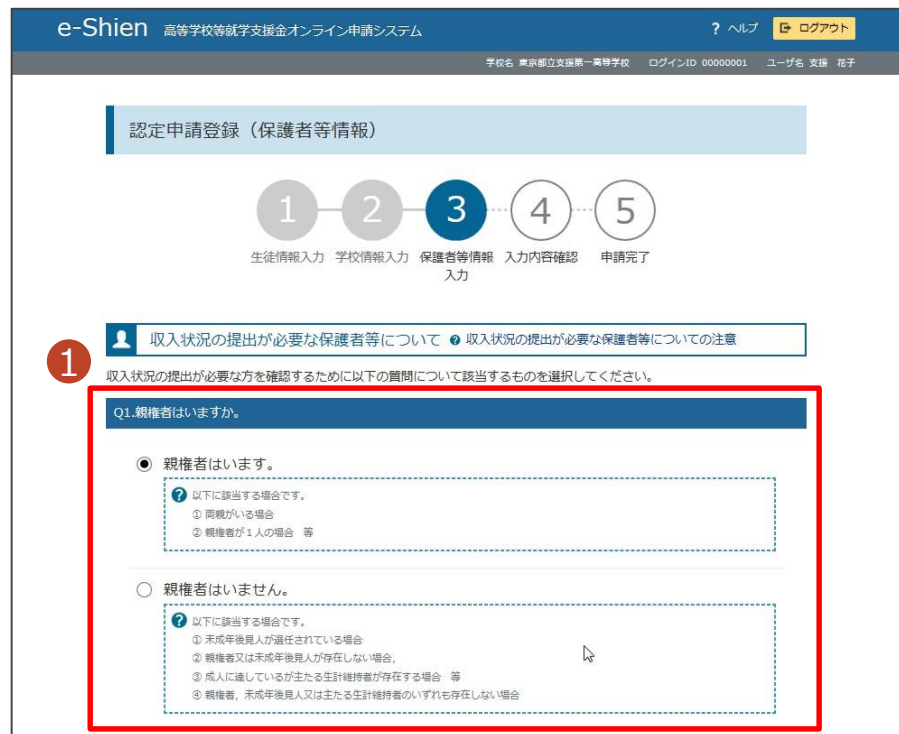 e-Shien 高等学校等就学支援金オンライン申請システム
? ヘルプ ログアウト
学校名 東京都立支援第一高等学校 ログインID 00000001 ユーザ名 支援 花子
認定申請登録（保護者等情報）
1 2 3 4 5
生徒情報入力 学校情報入力 保護者等情報 入力内容確認 申請完了
入力
収入状況の提出が必要な保護者等について ? 収入状況の提出が必要な保護者等についての注意
1
収入状況の提出が必要な方を確認するために以下の質問について該当するものを選択してください。
Q1.親権者はいますか。
親権者はいます。
? 以下に該当する場合です。
① 両親がいる場合
② 親権者が１人の場合　等
親権者はいません。
? 以下に該当する場合です。
① 未成年後見人が選任されている場合
② 親権者又は未成年後見人が存在しない場合,
③ 成人に達しているが主たる生計維持者が存在する場合　等
④ 親権者，未成年後見人又は主たる生計維持者のいずれも存在しない場合